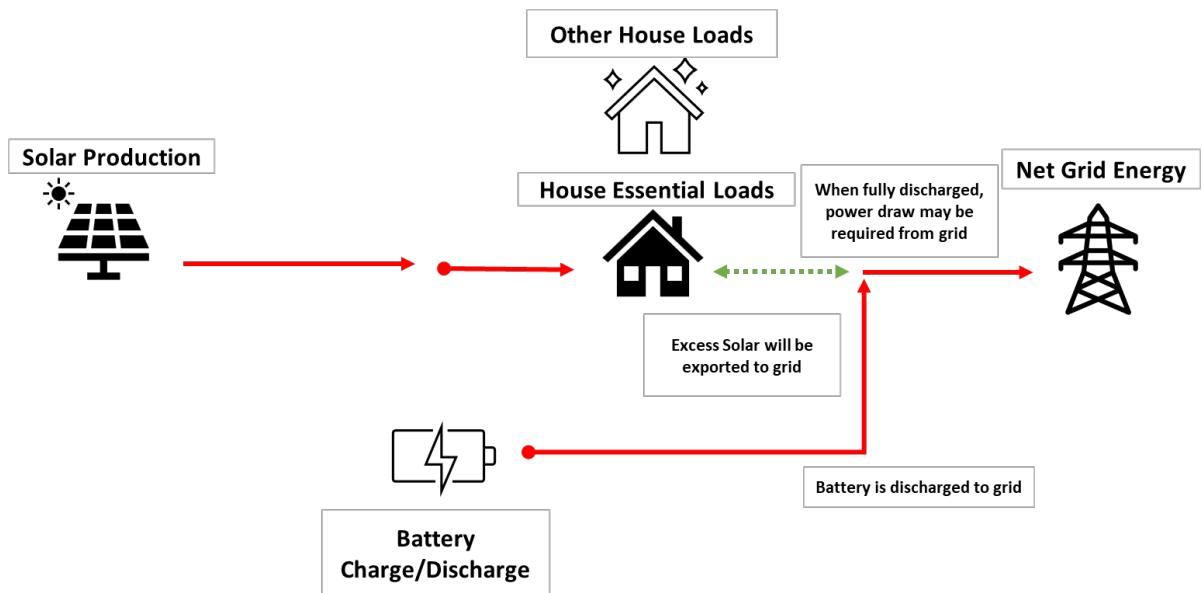 Other House Loads
Solar Production
House Essential Loads
When fully discharged,
power draw may be
required from grid
Net Grid Energy
Excess Solar will be
exported to grid
Battery is discharged to grid
Battery
Charge/Discharge